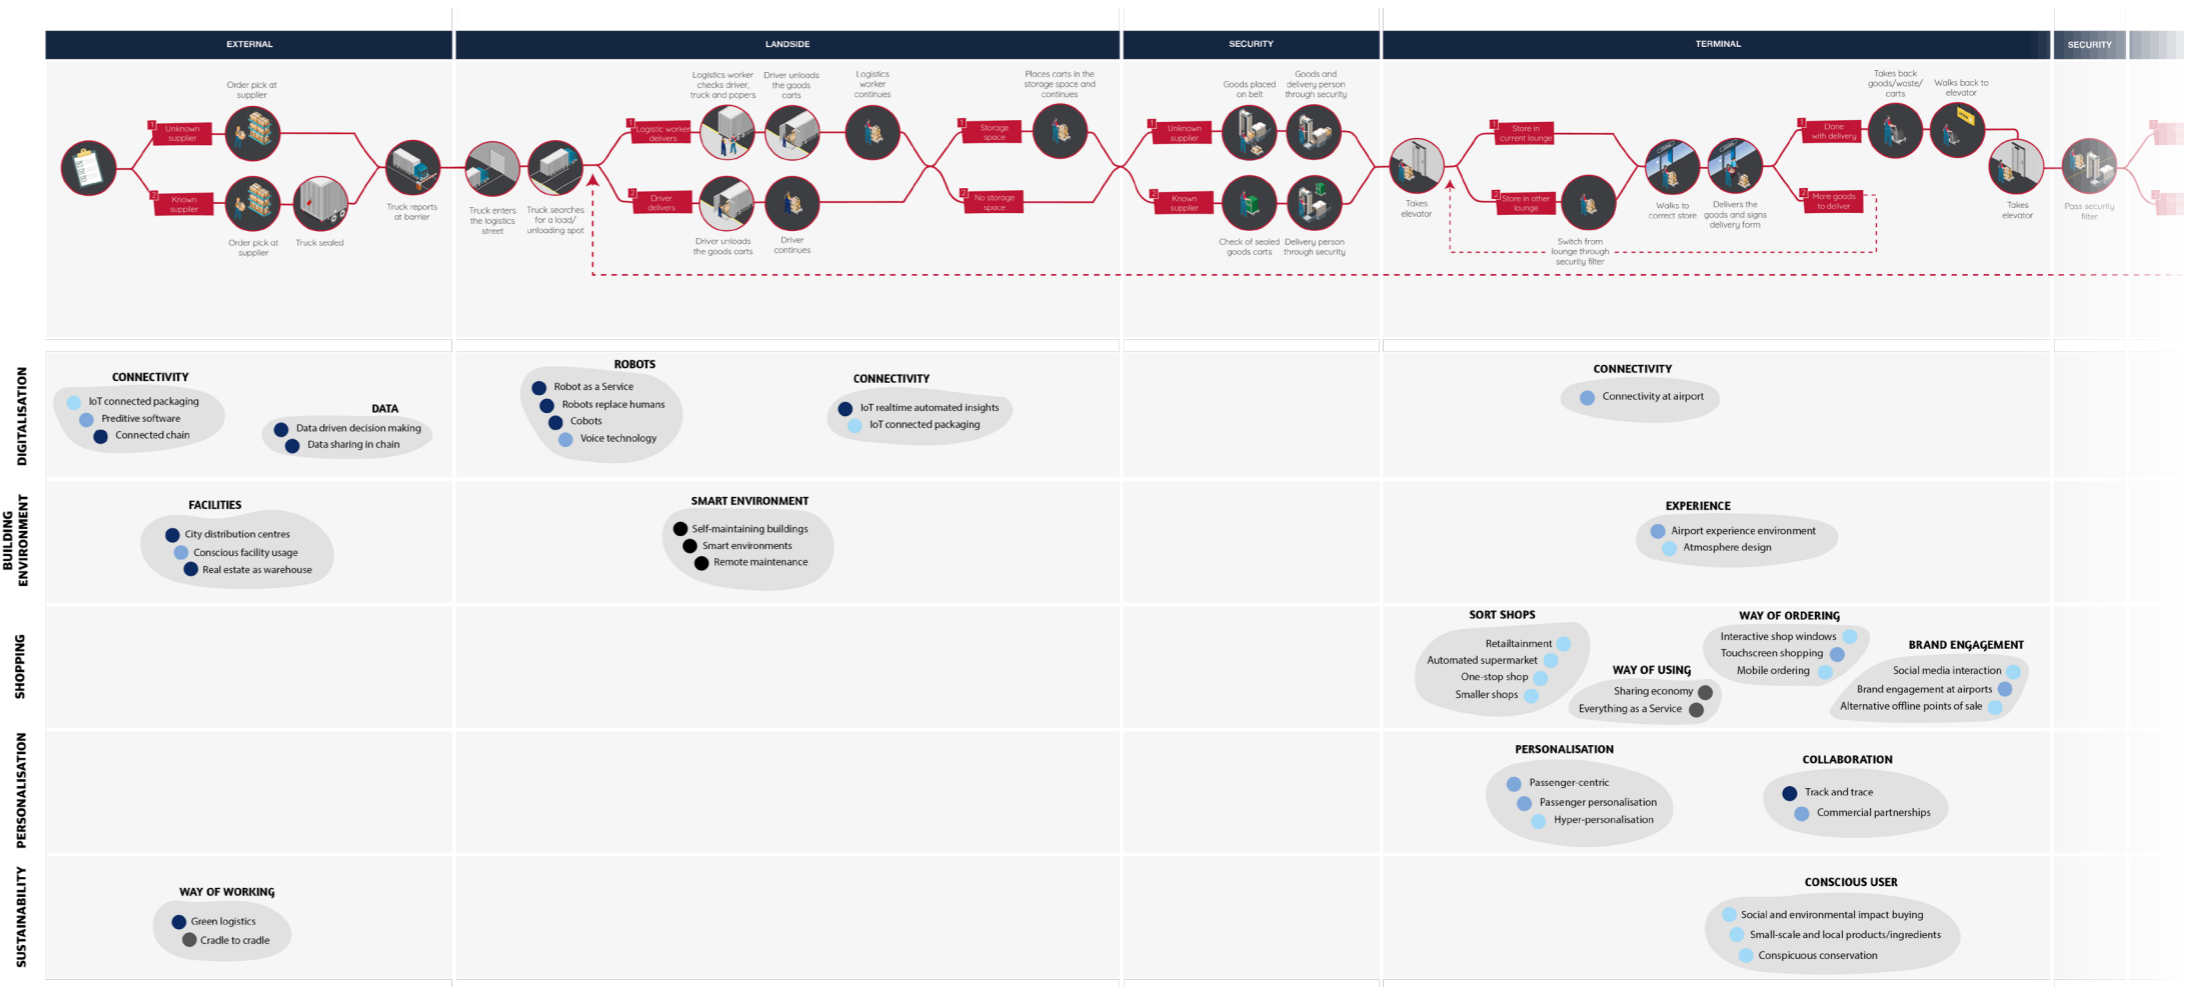 EXTERNAL
LANDSIDE
SECURITY
TERMINAL
SECURITY
Order pick at
supplier
1
Unknown
supplier
2
Known
supplier
Order pick at
supplier
Truck sealed
Truck reports
at barrier
Truck enters
the logistics
street
Truck searches
for a load/
unloading spot
Logistics worker
checks driver,
truck and papers
Driver unloads
the goods
carts
Logistics
worker
continues
1
Logistic worker
delivers
2
Driver
delivers
Driver unloads
the goods carts
Driver
continues
Places carts in the
storage space and
continues
1
Storage
space
2
No storage
space
Goods placed
on belt
Goods and
delivery person
through security
1
Unknown
supplier
2
Known
supplier
Check of sealed
goods carts
Delivery person
through security
Takes
elevator
1
Store in
current lounge
2
Store in other
lounge
Switch from
lounge through
security filter
Walks to
correct store
Delivers the
goods and signs
delivery form
Takes back
goods/waste/
carts
Walks back to
elevator
1
Done
with delivery
2
More goods
to deliver
Takes
elevator
Pass security
filter
1
2
DIGITALISATION
CONNECTIVITY
IoT connected packaging
Preditive software
Connected chain
DATA
Data driven decision making
Data sharing in chain
ROBOTS
Robot as a Service
Robots replace humans
Cobots
Voice technology
CONNECTIVITY
IoT realtime automated insights
IoT connected packaging
CONNECTIVITY
Connectivity at airport
BUILDING
ENVIRONMENT
FACILITIES
City distribution centres
Conscious facility usage
Real estate as warehouse
SMART ENVIRONMENT
Self-maintaining buildings
Smart environments
Remote maintenance
EXPERIENCE
Airport experience environment
Atmosphere design
SHOPPING
SORT SHOPS
Retailtainment
Automated supermarket
One-stop shop
Smaller shops
WAY OF USING
Sharing economy
Everything as a Service
WAY OF ORDERING
Interactive shop windows
Touchscreen shopping
Mobile ordering
BRAND ENGAGEMENT
Social media interaction
Brand engagement at airports
Alternative offline points of sale
PERSONALISATION
PERSONALISATION
Passenger-centric
Passenger personalisation
Hyper-personalisation
COLLABORATION
Track and trace
Commercial partnerships
SUSTAINABILITY
WAY OF WORKING
Green logistics
Cradle to cradle
CONSCIOUS USER
Social and environmental impact buying
Small-scale and local products/ingredients
Conspicuous conservation